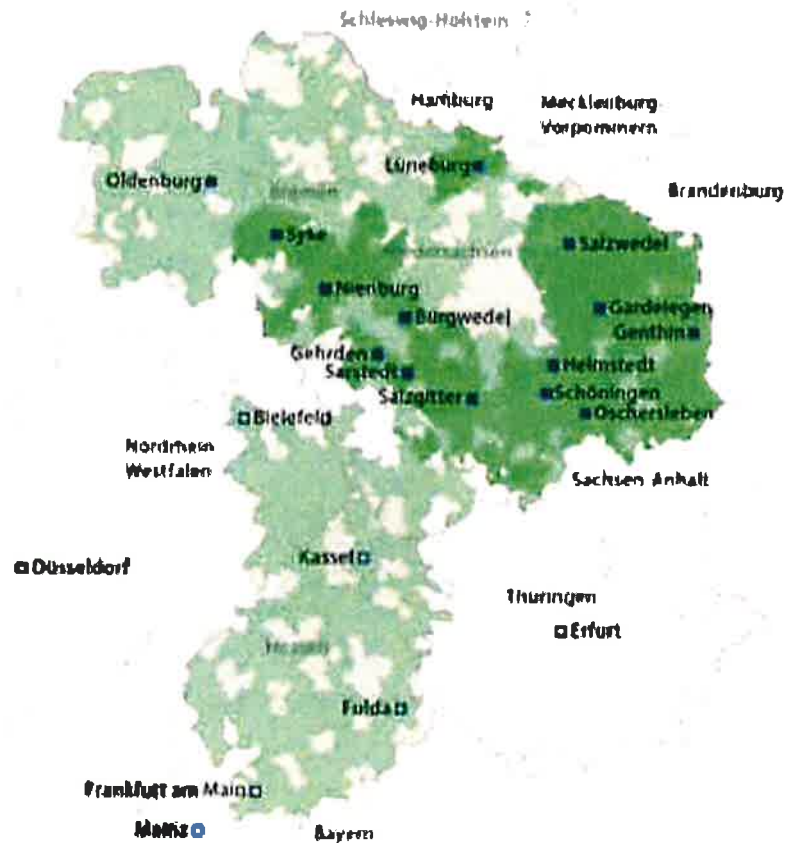 Schleswig-Holstein
Hamburg
Mecklenburg-
Vorpommern
Lüneburg
Oldenburg
Bremen
Brandenburg
Syke
Niedersachsen
Salzwedel
Nienburg
Burgwedel
Gardelegen
Genthin
Gehrden
Sarstedt
Helmstedt
Salzgitter
Schöningen
Oschersleben
Bielefeld
Nordrhein
Westfalen
Sachsen Anhalt
Kassel
Düsseldorf
Thüringen
Erfurt
Hessen
Fulda
Frankfurt am Main
Mainz
Bayern